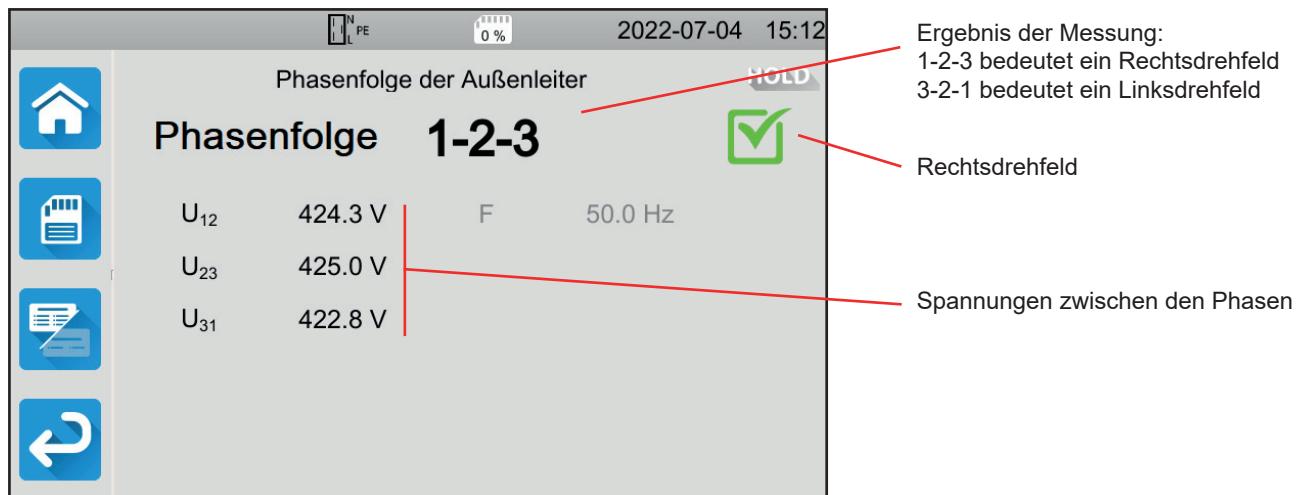 N
L PE
0 %
2022-07-04 15:12
Phasenfolge der Außenleiter
HOLD
Phasenfolge 1-2-3
U12 424.3 V F 50.0 Hz
U23 425.0 V
U31 422.8 V
Ergebnis der Messung:
1-2-3 bedeutet ein Rechtsdrehfeld
3-2-1 bedeutet ein Linksdrehfeld
Rechtsdrehfeld
Spannungen zwischen den Phasen